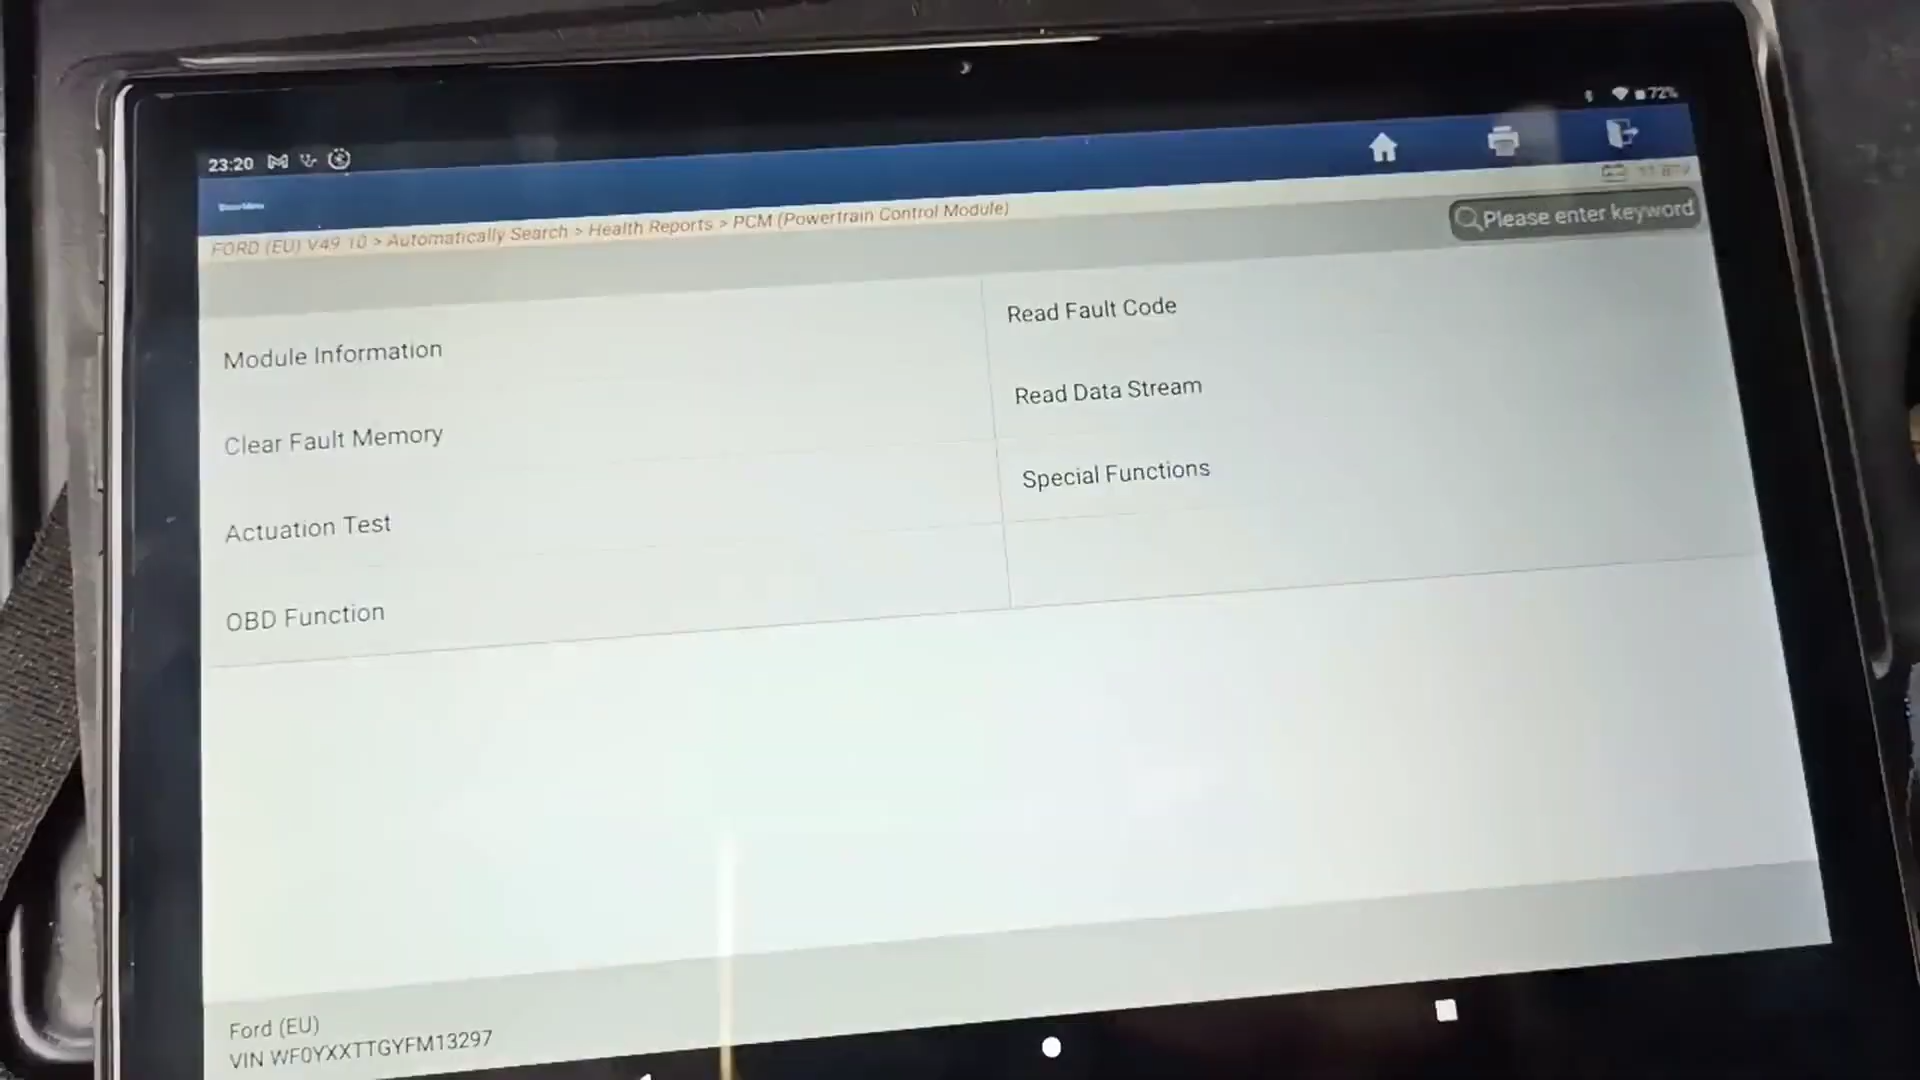 23:20
72%
FORD (EU) V49 10 > Automatically Search > Health Reports > PCM (Powertrain Control Module)
Please enter keyword
Module Information
Read Fault Code
Clear Fault Memory
Read Data Stream
Actuation Test
Special Functions
OBD Function
Ford (EU)
VIN WF0YXXTTGYFM13297